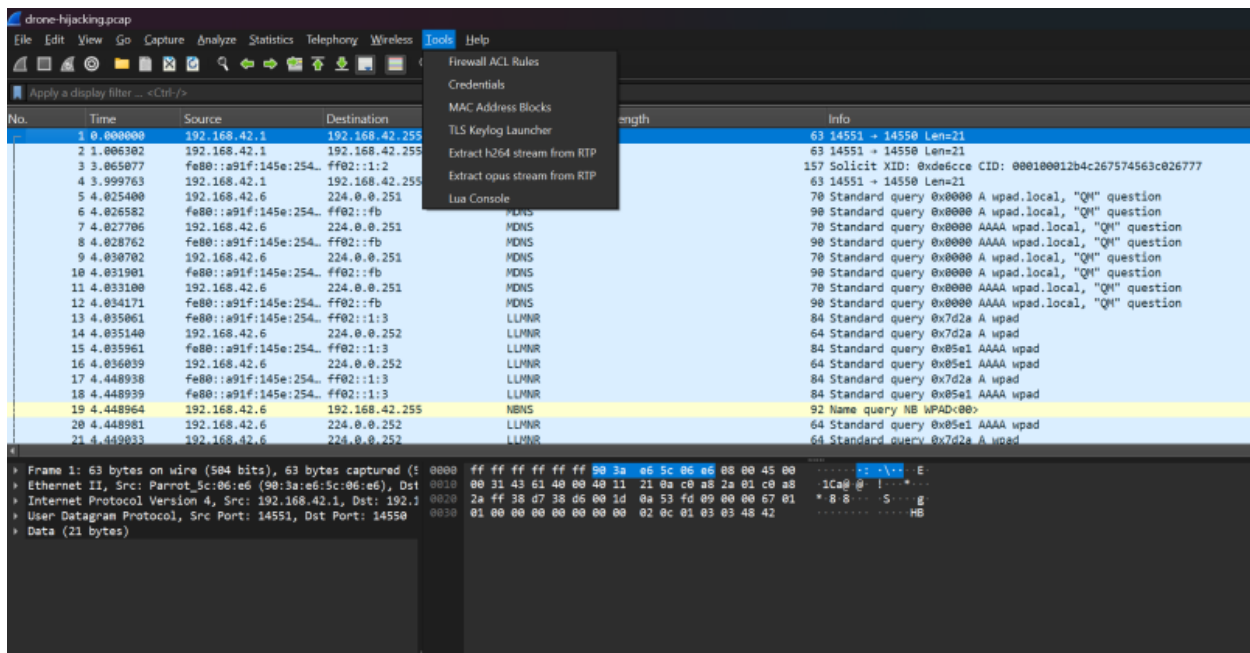 drone-hijacking.pcap
File Edit View Go Capture Analyze Statistics Telephony Wireless Tools Help
Firewall ACL Rules
Credentials
MAC Address Blocks
TLS Keylog Launcher
Extract h264 stream from RTP
Extract opus stream from RTP
Lua Console
Apply a display filter ... <Ctrl-/>
No. Time Source Destination ength Info
1 0.000000 192.168.42.1 192.168.42.255 63 14551 → 14550 Len=21
2 1.006302 192.168.42.1 192.168.42.255 63 14551 → 14550 Len=21
3 3.065077 fe80::a91f:145e:254… ff02::1:2 157 Solicit XID: 0xde6cce CID: 000100012b4c267574563c026777
4 3.999763 192.168.42.1 192.168.42.255 63 14551 → 14550 Len=21
5 4.025400 192.168.42.6 224.0.0.251 70 Standard query 0x0000 A wpad.local, "QM" question
6 4.026582 fe80::a91f:145e:254… ff02::fb MDNS 90 Standard query 0x0000 A wpad.local, "QM" question
7 4.027706 192.168.42.6 224.0.0.251 MDNS 70 Standard query 0x0000 AAAA wpad.local, "QM" question
8 4.028762 fe80::a91f:145e:254… ff02::fb MDNS 90 Standard query 0x0000 AAAA wpad.local, "QM" question
9 4.030702 192.168.42.6 224.0.0.251 MDNS 70 Standard query 0x0000 A wpad.local, "QM" question
10 4.031901 fe80::a91f:145e:254… ff02::fb MDNS 90 Standard query 0x0000 A wpad.local, "QM" question
11 4.033100 192.168.42.6 224.0.0.251 MDNS 70 Standard query 0x0000 AAAA wpad.local, "QM" question
12 4.034171 fe80::a91f:145e:254… ff02::fb MDNS 90 Standard query 0x0000 AAAA wpad.local, "QM" question
13 4.035061 fe80::a91f:145e:254… ff02::1:3 LLMNR 84 Standard query 0x7d2a A wpad
14 4.035140 192.168.42.6 224.0.0.252 LLMNR 64 Standard query 0x7d2a A wpad
15 4.035961 fe80::a91f:145e:254… ff02::1:3 LLMNR 84 Standard query 0x05e1 AAAA wpad
16 4.036039 192.168.42.6 224.0.0.252 LLMNR 64 Standard query 0x05e1 AAAA wpad
17 4.448938 fe80::a91f:145e:254… ff02::1:3 LLMNR 84 Standard query 0x7d2a A wpad
18 4.448939 fe80::a91f:145e:254… ff02::1:3 LLMNR 84 Standard query 0x05e1 AAAA wpad
19 4.448964 192.168.42.6 192.168.42.255 NBNS 92 Name query NB WPAD<00>
20 4.448981 192.168.42.6 224.0.0.252 LLMNR 64 Standard query 0x05e1 AAAA wpad
21 4.449033 192.168.42.6 224.0.0.252 LLMNR 64 Standard query 0x7d2a A wpad
Frame 1: 63 bytes on wire (504 bits), 63 bytes captured (5
Ethernet II, Src: Parrot_5c:06:e6 (90:3a:e6:5c:06:e6), Dst
Internet Protocol Version 4, Src: 192.168.42.1, Dst: 192.1
User Datagram Protocol, Src Port: 14551, Dst Port: 14550
Data (21 bytes)
0000 ff ff ff ff ff ff 90 3a e6 5c 06 e6 08 00 45 00 ·······: ·\····E·
0010 00 31 43 61 40 00 40 11 21 0a c0 a8 2a 01 c0 a8 ·1Ca@·@· !···*···
0020 2a ff 38 d7 38 d6 00 1d 0a 53 fd 09 00 00 67 01 *·8·8··· ·S····g·
0030 01 00 00 00 00 00 00 00 02 0c 01 03 03 48 42 ········ ·····HB